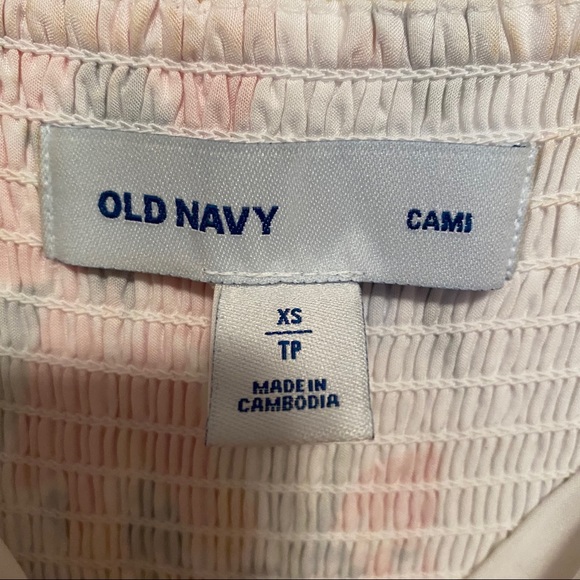 OLD NAVY CAMI
XS
TP
MADE IN
CAMBODIA